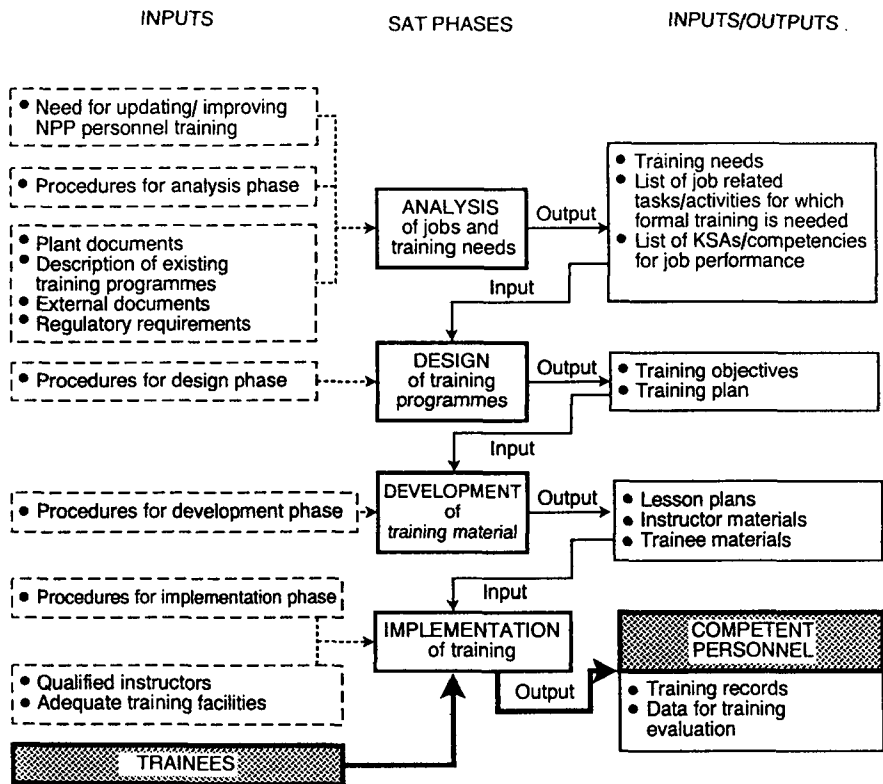 INPUTS
SAT PHASES
INPUTS/OUTPUTS .
● Need for updating/ improving
NPP personnel training
● Procedures for analysis phase
● Plant documents
● Description of existing
training programmes
● External documents
● Regulatory requirements
ANALYSIS
of jobs and
training needs
Output
● Training needs
● List of job related
tasks/activities for which
formal training is needed
● List of KSAs/competencies
for job performance
Input
● Procedures for design phase
DESIGN
of training
programmes
Output
● Training objectives
● Training plan
Input
● Procedures for development phase
DEVELOPMENT
of
training material
Output
● Lesson plans
● Instructor materials
● Trainee materials
Input
● Procedures for implementation phase
● Qualified instructors
● Adequate training facilities
IMPLEMENTATION
of training
Output
COMPETENT
PERSONNEL
● Training records
● Data for training
evaluation
TRAINEES